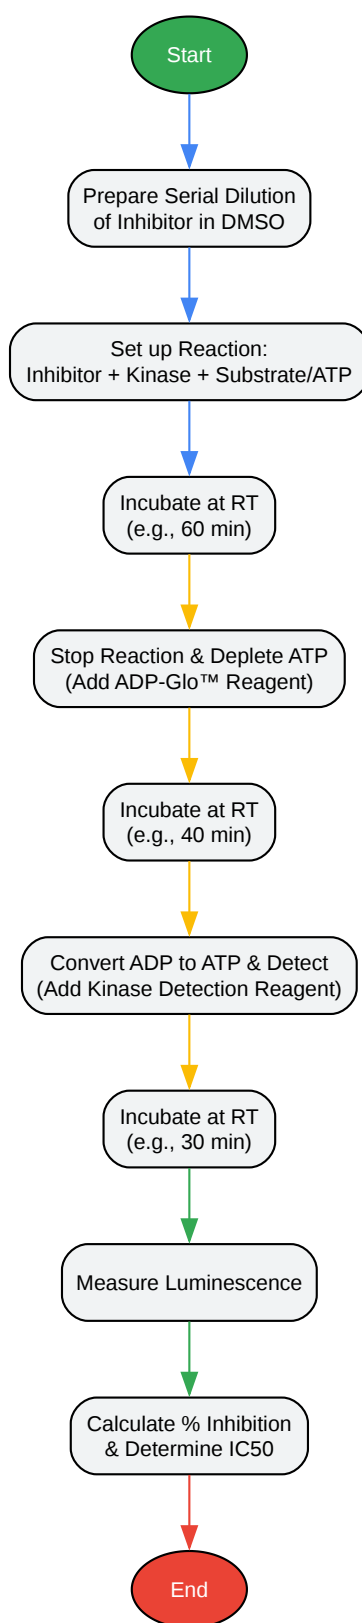 Start
Prepare Serial Dilution
of Inhibitor in DMSO
Set up Reaction:
Inhibitor + Kinase + Substrate/ATP
Incubate at RT
(e.g., 60 min)
Stop Reaction & Deplete ATP
(Add ADP-Glo™ Reagent)
Incubate at RT
(e.g., 40 min)
Convert ADP to ATP & Detect
(Add Kinase Detection Reagent)
Incubate at RT
(e.g., 30 min)
Measure Luminescence
Calculate % Inhibition
& Determine IC50
End